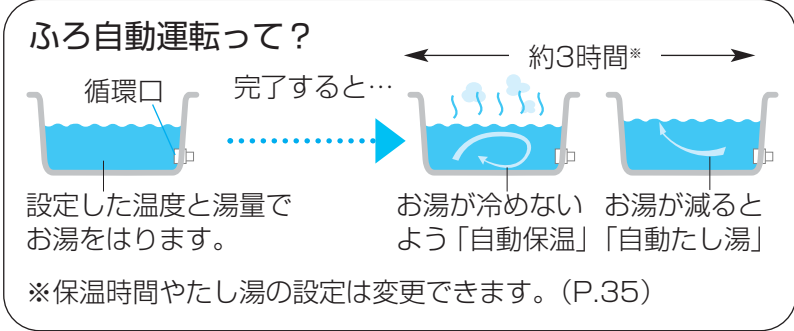 ふろ自動運転って？
約3時間※
循環口
完了すると…
設定した温度と湯量で
お湯をはります。
お湯が冷めない
よう「自動保温」
お湯が減ると
「自動たし湯」
※保温時間やたし湯の設定は変更できます。（P.35）